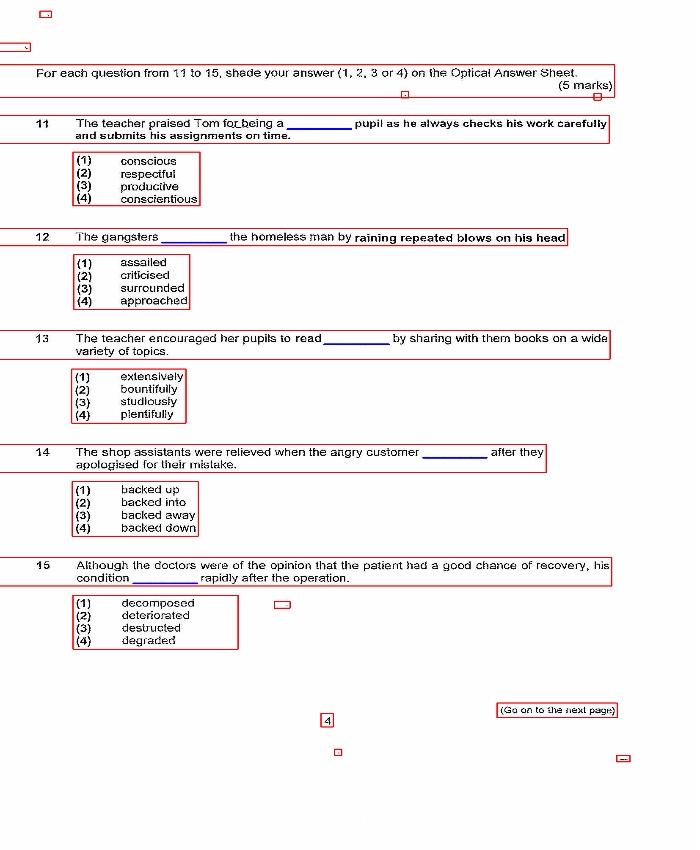 For each question from 11 to 15, shade your answer (1, 2, 3 or 4) on the Optical Answer Sheet.
(5 marks)
11 The teacher praised Tom for being a __________ pupil as he always checks his work carefully
and submits his assignments on time.
(1) conscious
(2) respectful
(3) productive
(4) conscientious
12 The gangsters __________ the homeless man by raining repeated blows on his head
(1) assailed
(2) criticised
(3) surrounded
(4) approached
13 The teacher encouraged her pupils to read __________ by sharing with them books on a wide
variety of topics.
(1) extensively
(2) bountifully
(3) studiously
(4) plentifully
14 The shop assistants were relieved when the angry customer __________ after they
apologised for their mistake.
(1) backed up
(2) backed into
(3) backed away
(4) backed down
15 Although the doctors were of the opinion that the patient had a good chance of recovery, his
condition __________ rapidly after the operation.
(1) decomposed
(2) deteriorated
(3) destructed
(4) degraded
(Go on to the next page)
4